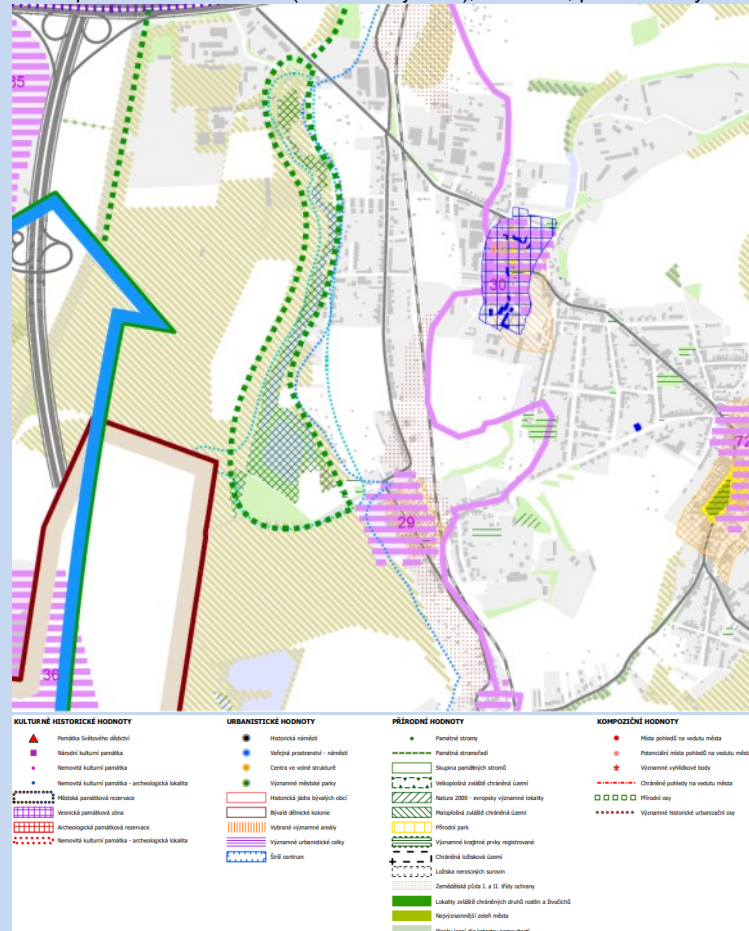 35
30
72
29
36
KULTURNĚ HISTORICKÉ HODNOTY
Památka Světového dědictví
Národní kulturní památka
Nemovitá kulturní památka
Nemovitá kulturní památka - archeologická lokalita
Městská památková rezervace
Vesnická památková zóna
Archeologická památková rezervace
Nemovitá kulturní památka - archeologická lokalita
URBANISTICKÉ HODNOTY
Historická náměstí
Veřejná prostranství - náměstí
Centra ve volné struktuře
Významné městské parky
Historická jádra bývalých obcí
Bývalé dělnické kolonie
Vybrané významné areály
Významné urbanistické celky
Širší centrum
PŘÍRODNÍ HODNOTY
Památné stromy
Památná stromořadí
Skupina památných stromů
Velkoplošná zvláště chráněná území
Natura 2000 - evropsky významné lokality
Maloplošná zvláště chráněná území
Přírodní park
Významné krajinné prvky registrované
Chráněná ložisková území
Ložiska nerostných surovin
Zemědělská půda I. a II. třídy ochrany
Lokality zvláště chráněných druhů rostlin a živočichů
Nejvýznamnější zeleň města
KOMPOZIČNÍ HODNOTY
Místa pohledů na vedutu města
Potenciální místa pohledů na vedutu měst
Významné vyhlídkové body
Chráněné pohledy na vedutu města
Přírodní osy
Významné historické urbanizační osy